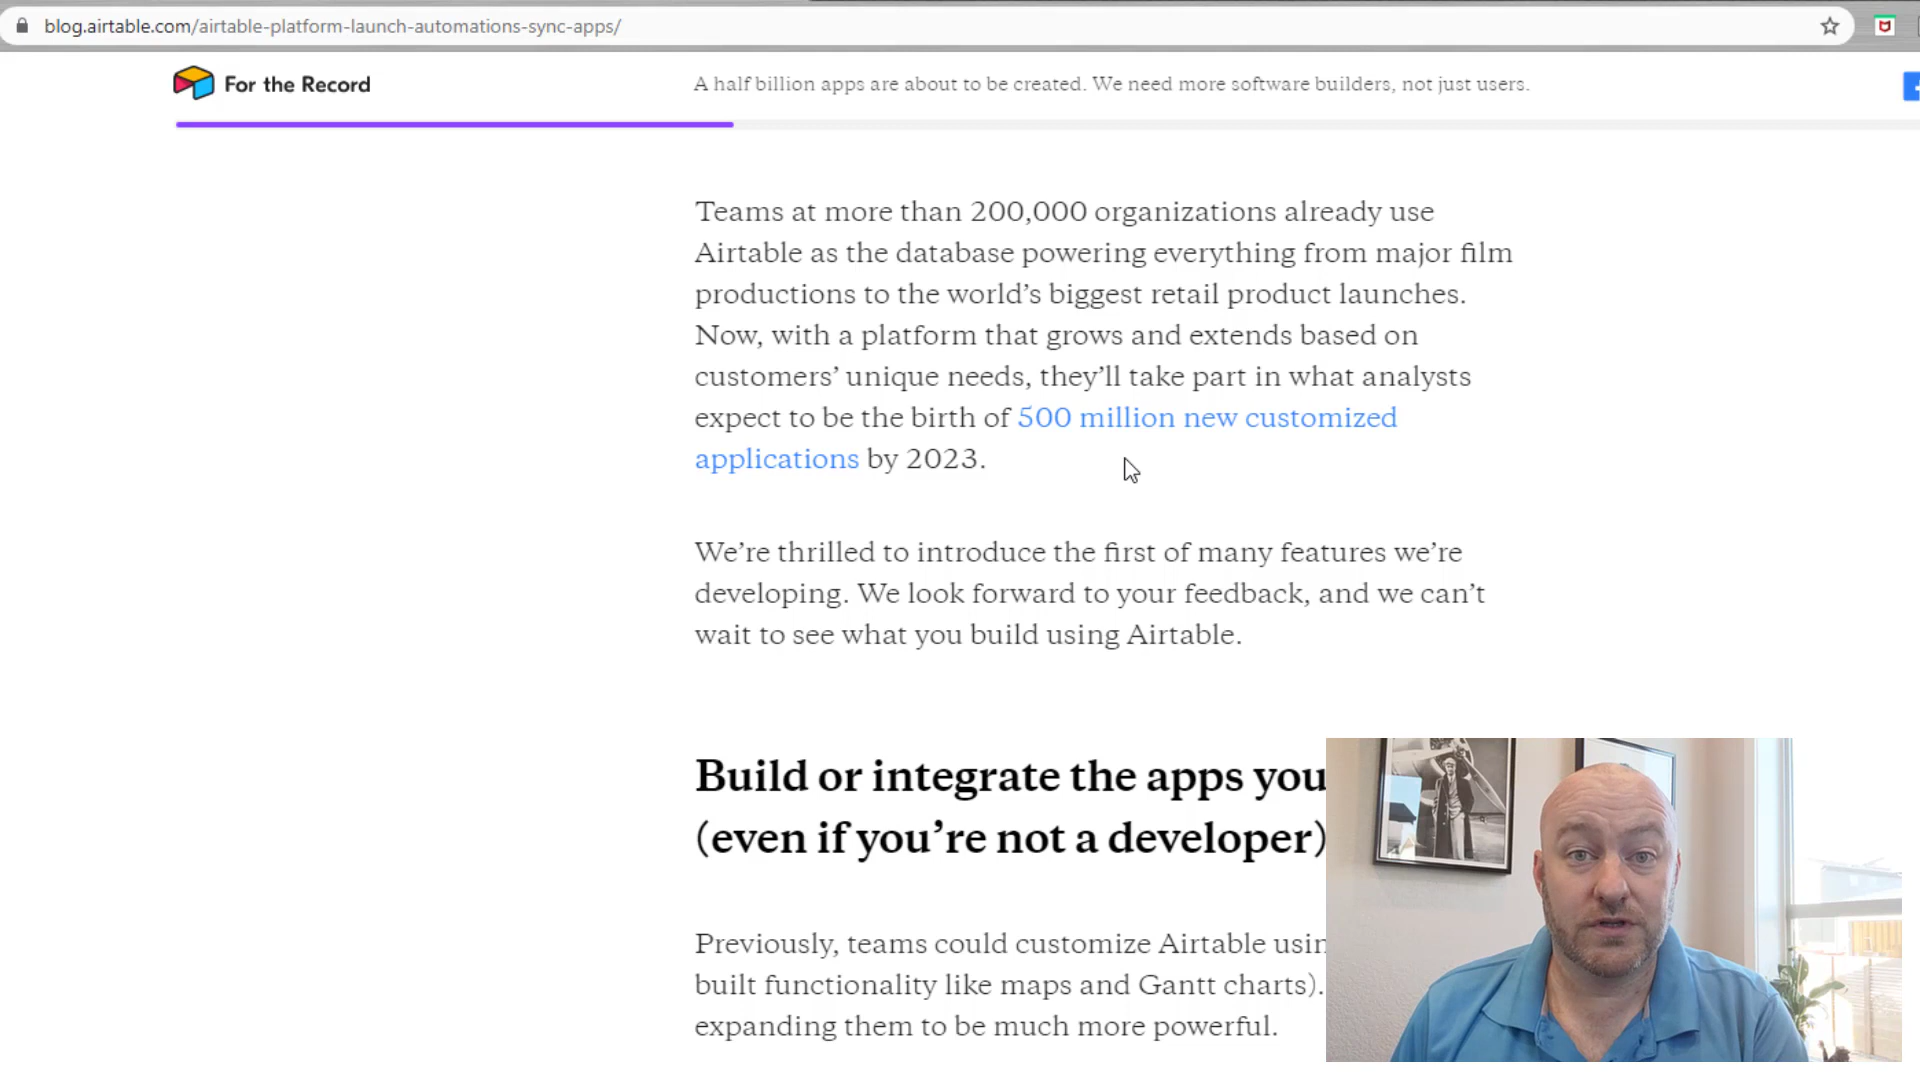 blog.airtable.com/airtable-platform-launch-automations-sync-apps/
For the Record
A half billion apps are about to be created. We need more software builders, not just users.
Teams at more than 200,000 organizations already use
Airtable as the database powering everything from major film
productions to the world’s biggest retail product launches.
Now, with a platform that grows and extends based on
customers’ unique needs, they’ll take part in what analysts
expect to be the birth of 500 million new customized
applications by 2023.
We’re thrilled to introduce the first of many features we’re
developing. We look forward to your feedback, and we can’t
wait to see what you build using Airtable.
Build or integrate the apps you
(even if you’re not a developer)
Previously, teams could customize Airtable usin
built functionality like maps and Gantt charts).
expanding them to be much more powerful.